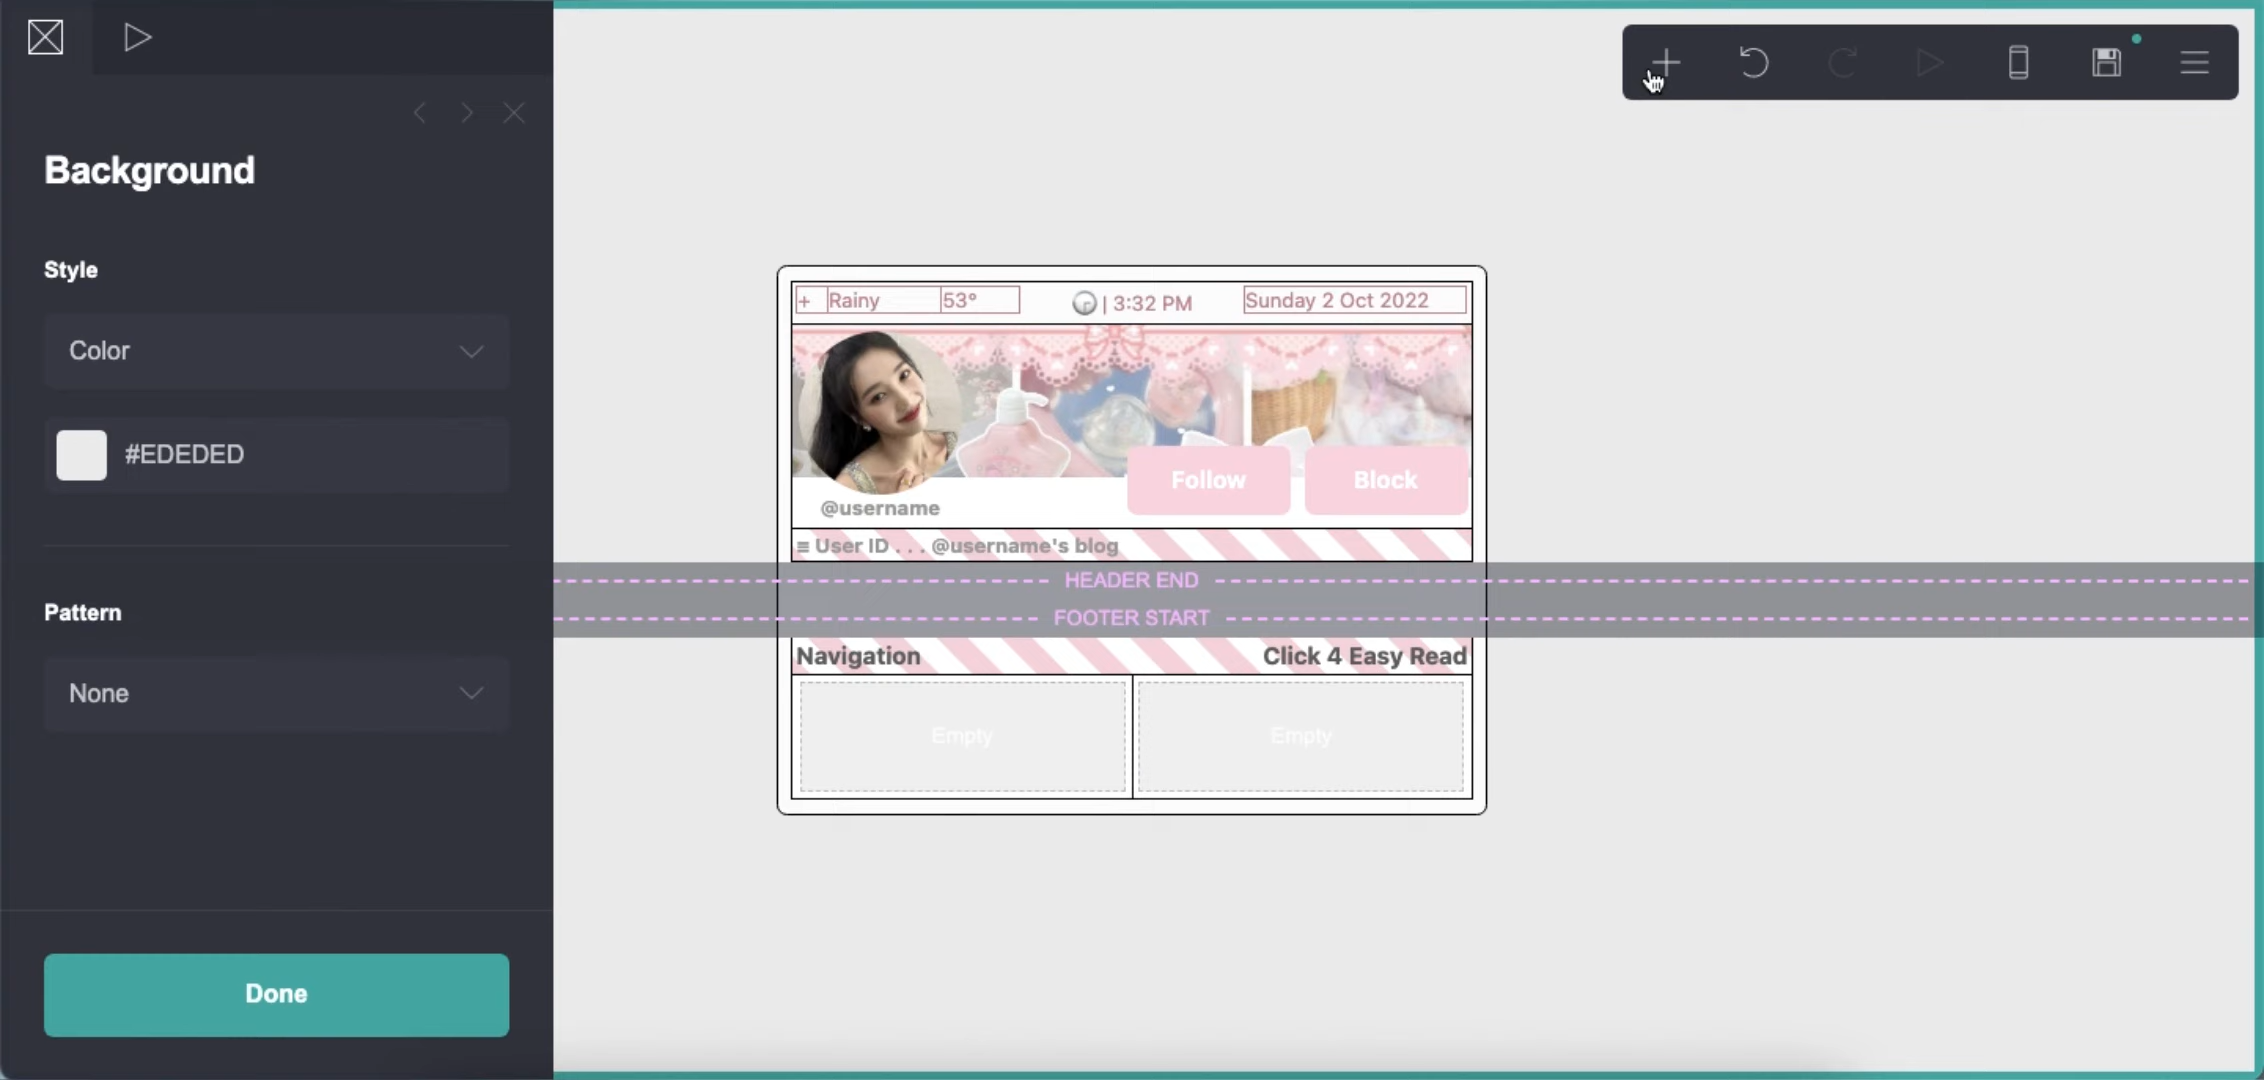 Background
Style
Color
#EDEDED
Pattern
None
Done
+ Rainy 53° | 3:32 PM Sunday 2 Oct 2022
Follow Block
@username
≡ User ID . . . @username's blog
HEADER END
FOOTER START
Navigation Click 4 Easy Read
Empty Empty